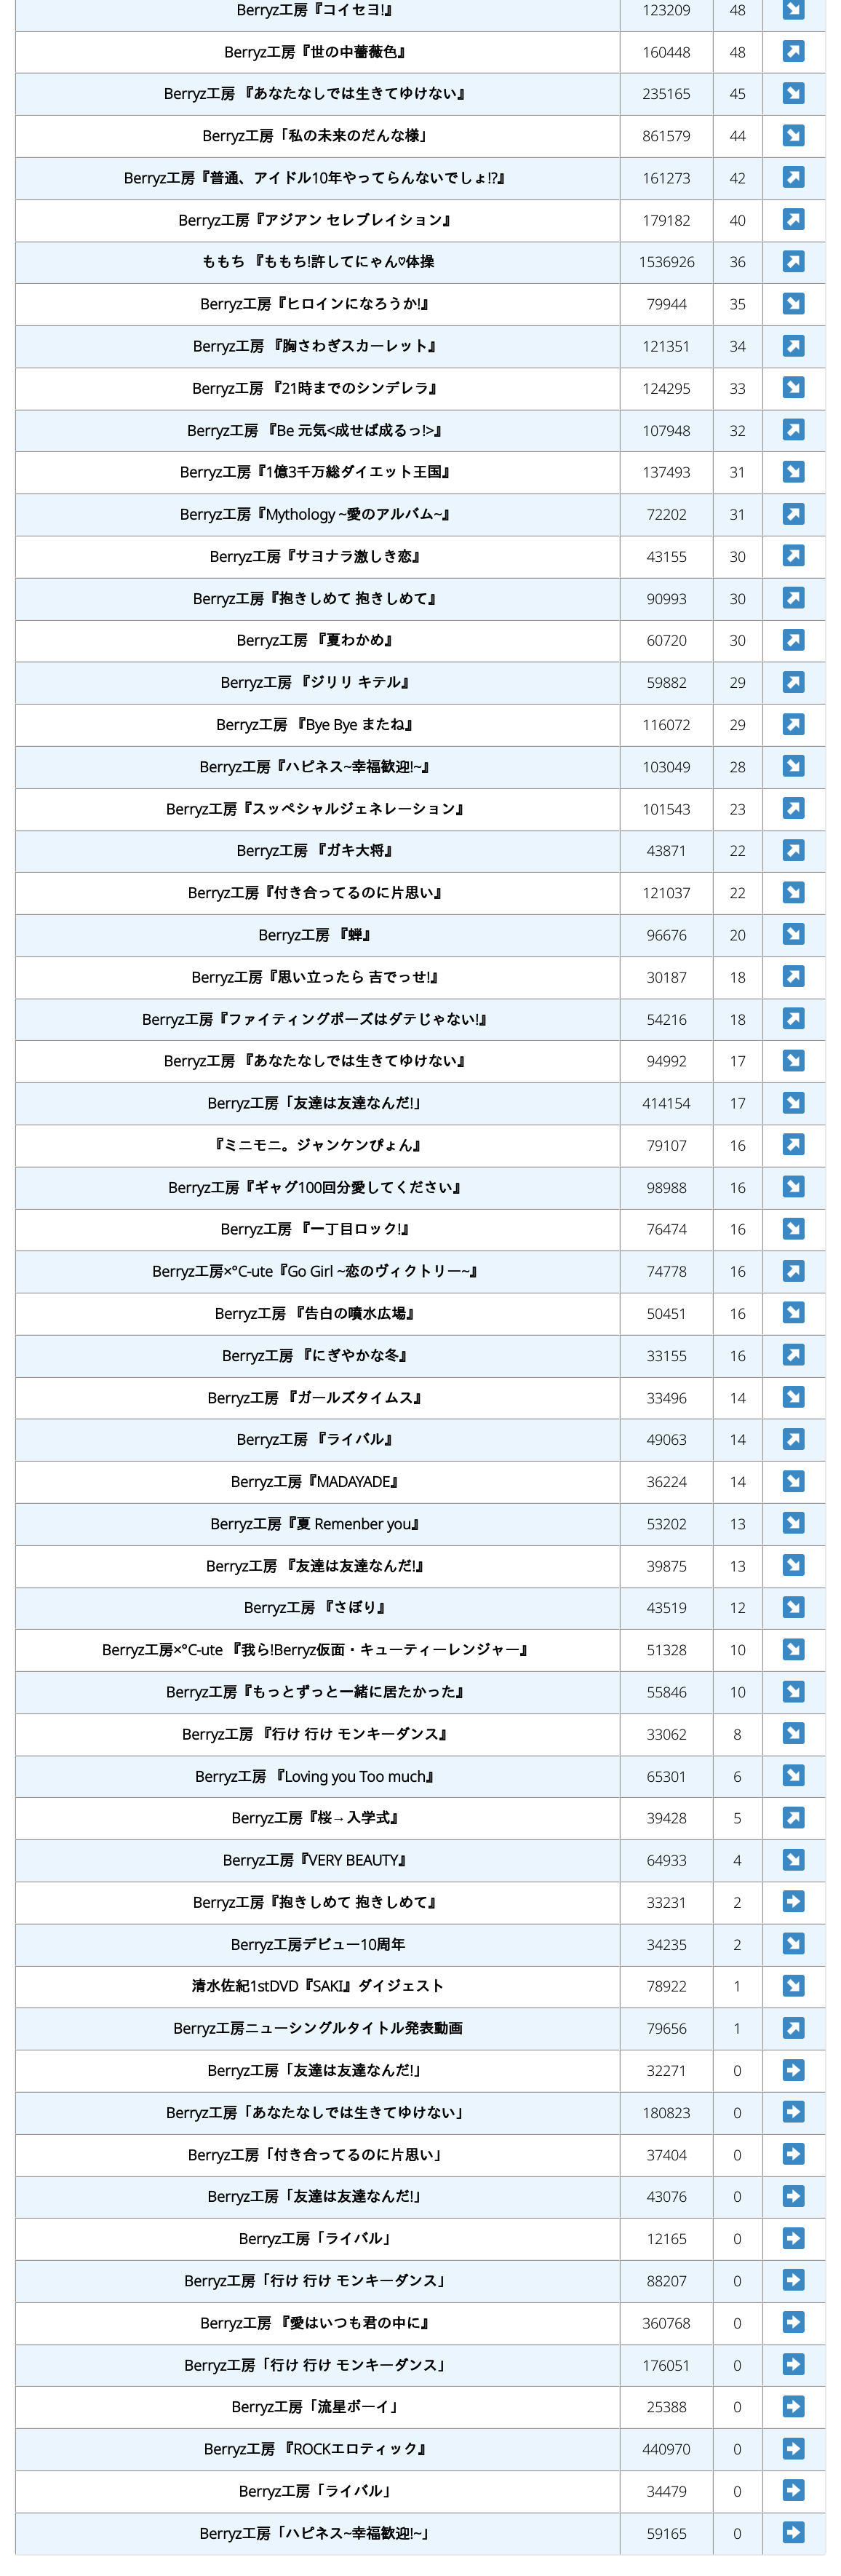 Berryz工房『コイセヨ!』 123209 48 ↘
Berryz工房『世の中薔薇色』 160448 48 ↗
Berryz工房 『あなたなしでは生きてゆけない』 235165 45 ↘
Berryz工房「私の未来のだんな様」 861579 44 ↘
Berryz工房『普通、アイドル10年やってらんないでしょ!?』 161273 42 ↗
Berryz工房『アジアン セレブレイション』 179182 40 ↗
ももち 『ももち!許してにゃん♡体操 1536926 36 ↗
Berryz工房『ヒロインになろうか!』 79944 35 ↘
Berryz工房 『胸さわぎスカーレット』 121351 34 ↗
Berryz工房 『21時までのシンデレラ』 124295 33 ↘
Berryz工房 『Be 元気<成せば成るっ!>』 107948 32 ↗
Berryz工房『1億3千万総ダイエット王国』 137493 31 ↘
Berryz工房『Mythology ~愛のアルバム~』 72202 31 ↗
Berryz工房『サヨナラ激しき恋』 43155 30 ↗
Berryz工房『抱きしめて 抱きしめて』 90993 30 ↗
Berryz工房 『夏わかめ』 60720 30 ↗
Berryz工房 『ジリリ キテル』 59882 29 ↗
Berryz工房 『Bye Bye またね』 116072 29 ↗
Berryz工房『ハピネス~幸福歓迎!~』 103049 28 ↘
Berryz工房『スッペシャルジェネレ〜ション』 101543 23 ↗
Berryz工房 『ガキ大将』 43871 22 ↗
Berryz工房『付き合ってるのに片思い』 121037 22 ↘
Berryz工房 『蝉』 96676 20 ↘
Berryz工房『思い立ったら 吉でっせ!』 30187 18 ↗
Berryz工房『ファイティングポーズはダテじゃない!』 54216 18 ↗
Berryz工房 『あなたなしでは生きてゆけない』 94992 17 ↘
Berryz工房「友達は友達なんだ!」 414154 17 ↘
『ミニモニ。ジャンケンぴょん』 79107 16 ↗
Berryz工房『ギャグ100回分愛してください』 98988 16 ↘
Berryz工房 『一丁目ロック!』 76474 16 ↘
Berryz工房×°C-ute『Go Girl ~恋のヴィクトリー~』 74778 16 ↗
Berryz工房 『告白の噴水広場』 50451 16 ↘
Berryz工房 『にぎやかな冬』 33155 16 ↗
Berryz工房 『ガールズタイムス』 33496 14 ↘
Berryz工房 『ライバル』 49063 14 ↗
Berryz工房『MADAYADE』 36224 14 ↘
Berryz工房『夏 Remenber you』 53202 13 ↘
Berryz工房 『友達は友達なんだ!』 39875 13 ↘
Berryz工房 『さぼり』 43519 12 ↘
Berryz工房×°C-ute 『我ら!Berryz仮面・キューティーレンジャー』 51328 10 ↘
Berryz工房『もっとずっと一緒に居たかった』 55846 10 ↘
Berryz工房 『行け 行け モンキーダンス』 33062 8 ↘
Berryz工房 『Loving you Too much』 65301 6 ↘
Berryz工房『桜→入学式』 39428 5 ↗
Berryz工房『VERY BEAUTY』 64933 4 ↘
Berryz工房『抱きしめて 抱きしめて』 33231 2 →
Berryz工房デビュー10周年 34235 2 ↘
清水佐紀1stDVD『SAKI』ダイジェスト 78922 1 ↘
Berryz工房ニューシングルタイトル発表動画 79656 1 ↗
Berryz工房「友達は友達なんだ!」 32271 0 →
Berryz工房「あなたなしでは生きてゆけない」 180823 0 →
Berryz工房「付き合ってるのに片思い」 37404 0 →
Berryz工房「友達は友達なんだ!」 43076 0 →
Berryz工房「ライバル」 12165 0 →
Berryz工房「行け 行け モンキーダンス」 88207 0 →
Berryz工房 『愛はいつも君の中に』 360768 0 →
Berryz工房「行け 行け モンキーダンス」 176051 0 →
Berryz工房「流星ボーイ」 25388 0 →
Berryz工房 『ROCKエロティック』 440970 0 →
Berryz工房「ライバル」 34479 0 →
Berryz工房「ハピネス~幸福歓迎!~」 59165 0 →